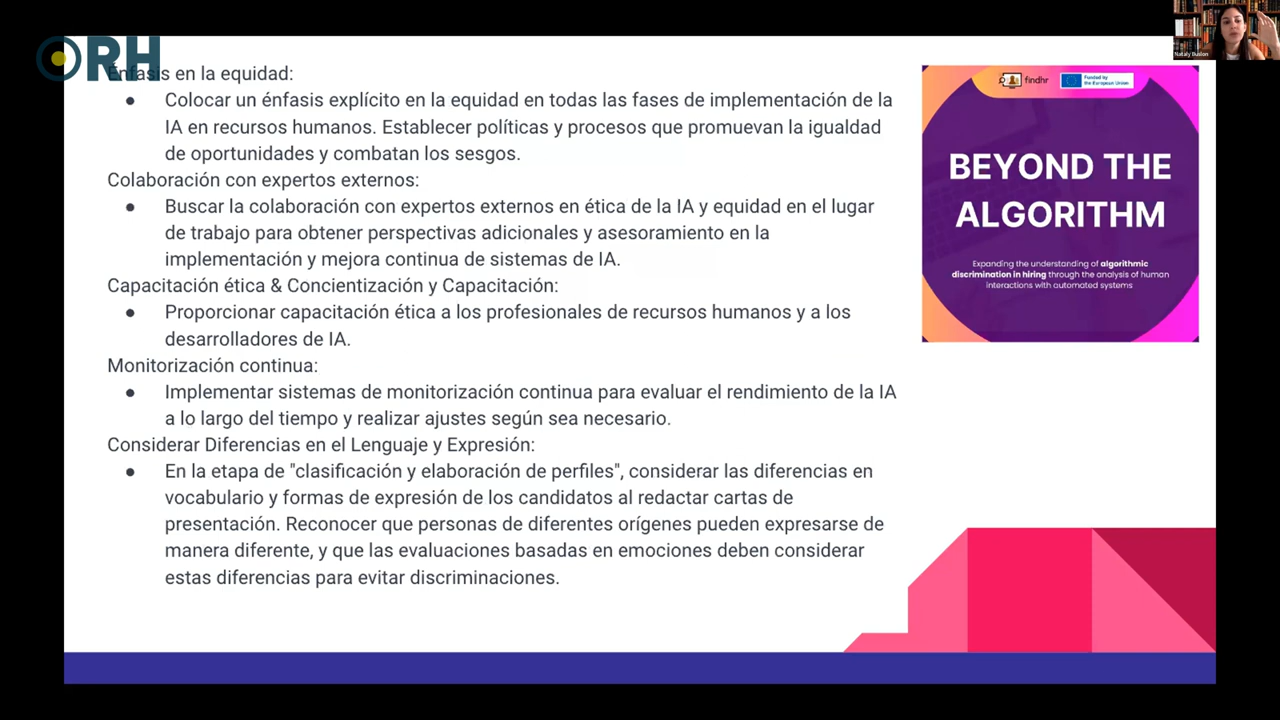 ORH
Énfasis en la equidad:
● Colocar un énfasis explícito en la equidad en todas las fases de implementación de la
IA en recursos humanos. Establecer políticas y procesos que promuevan la igualdad
de oportunidades y combatan los sesgos.
Colaboración con expertos externos:
● Buscar la colaboración con expertos externos en ética de la IA y equidad en el lugar
de trabajo para obtener perspectivas adicionales y asesoramiento en la
implementación y mejora continua de sistemas de IA.
Capacitación ética & Concientización y Capacitación:
● Proporcionar capacitación ética a los profesionales de recursos humanos y a los
desarrolladores de IA.
Monitorización continua:
● Implementar sistemas de monitorización continua para evaluar el rendimiento de la IA
a lo largo del tiempo y realizar ajustes según sea necesario.
Considerar Diferencias en el Lenguaje y Expresión:
● En la etapa de "clasificación y elaboración de perfiles", considerar las diferencias en
vocabulario y formas de expresión de los candidatos al redactar cartas de
presentación. Reconocer que personas de diferentes orígenes pueden expresarse de
manera diferente, y que las evaluaciones basadas en emociones deben considerar
estas diferencias para evitar discriminaciones.
findhr
Funded by
the European Union
BEYOND THE
ALGORITHM
Expanding the understanding of algorithmic
discrimination in hiring through the analysis of human
interactions with automated systems
Nataly Buslon